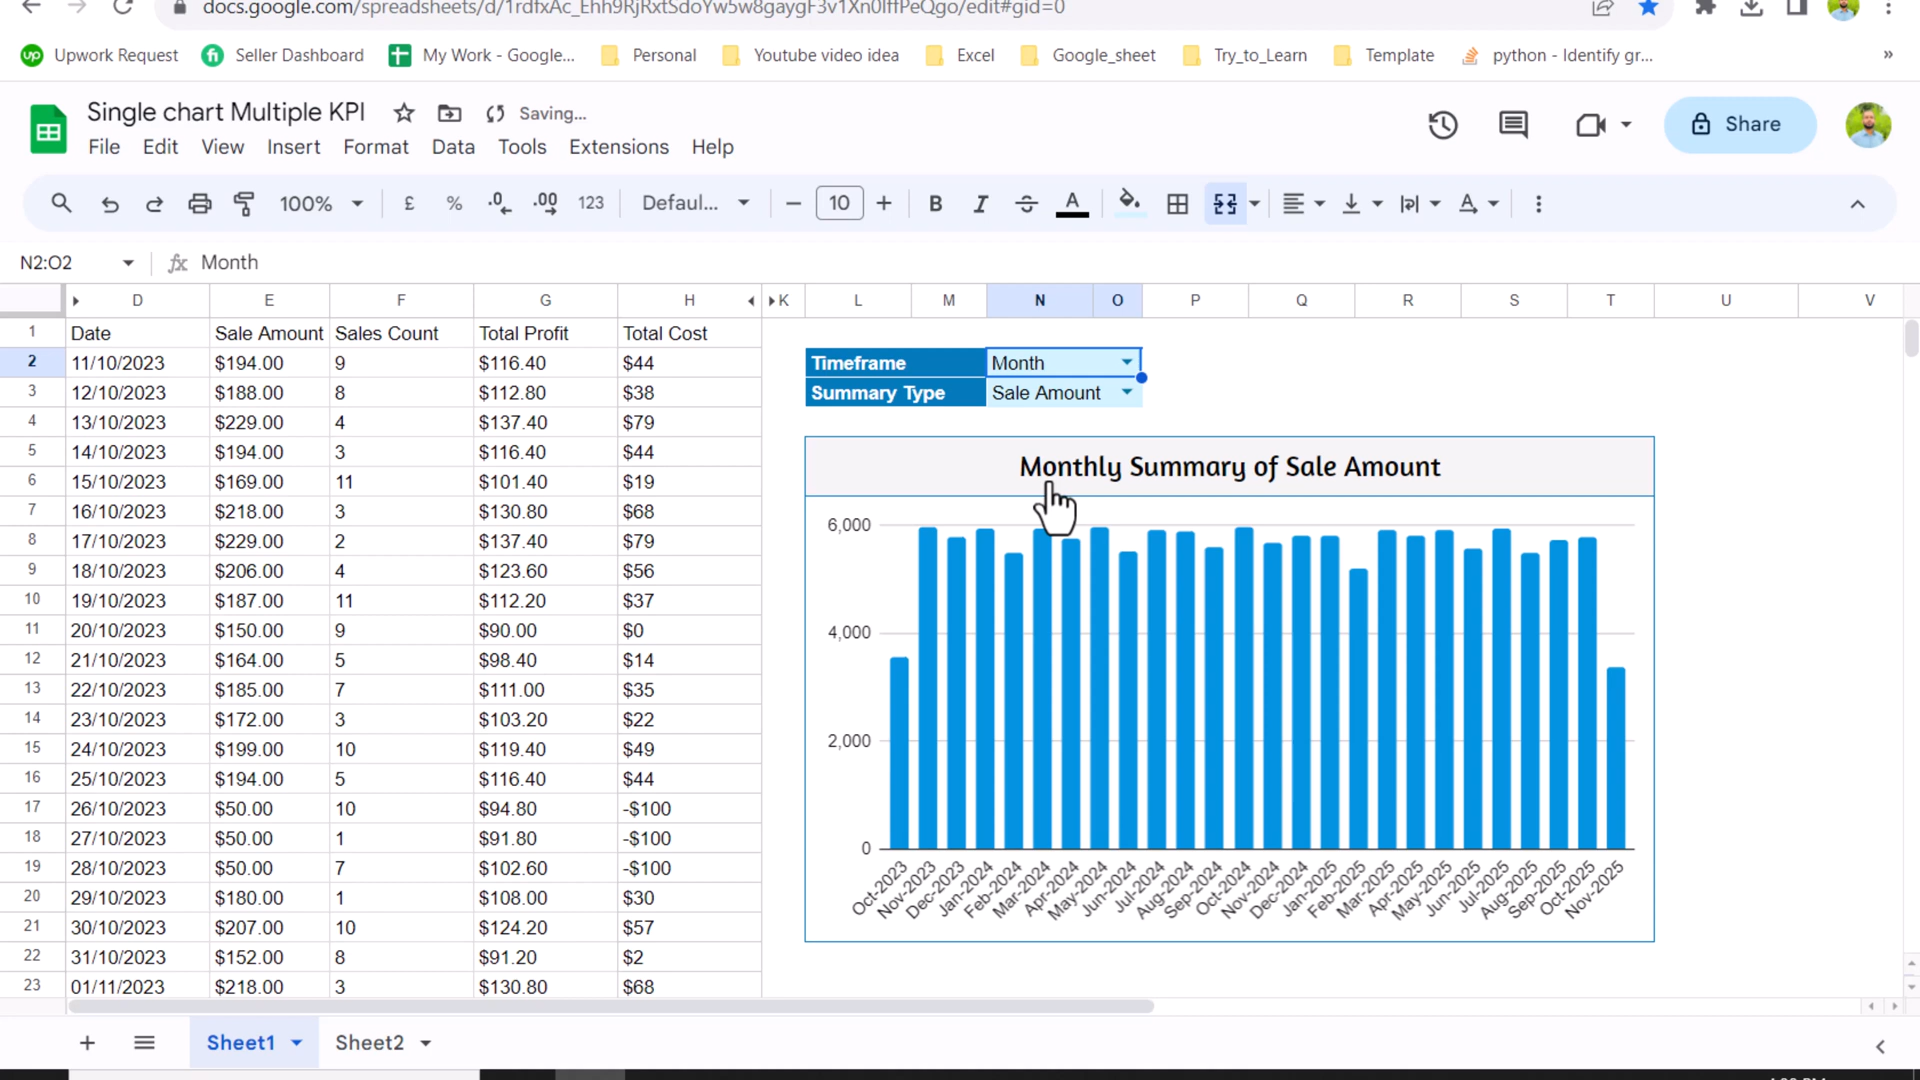 docs.google.com/spreadsheets/d/1rdfxAc_Ehh9RjRxtSdoYw5w8gaygF3v1Xn0lffPeQgo/edit#gid=0
up Upwork Request fi Seller Dashboard My Work - Google... Personal Youtube video idea Excel Google_sheet Try_to_Learn Template python - Identify gr... »
Single chart Multiple KPI Saving...
File Edit View Insert Format Data Tools Extensions Help
Share
100% £ % .0 .00 123 Defaul... 10 B I A
N2:O2 fx Month
D E F G H K L M N O P Q R S T U V
1 Date Sale Amount Sales Count Total Profit Total Cost
2 11/10/2023 $194.00 9 $116.40 $44
3 12/10/2023 $188.00 8 $112.80 $38
4 13/10/2023 $229.00 4 $137.40 $79
5 14/10/2023 $194.00 3 $116.40 $44
6 15/10/2023 $169.00 11 $101.40 $19
7 16/10/2023 $218.00 3 $130.80 $68
8 17/10/2023 $229.00 2 $137.40 $79
9 18/10/2023 $206.00 4 $123.60 $56
10 19/10/2023 $187.00 11 $112.20 $37
11 20/10/2023 $150.00 9 $90.00 $0
12 21/10/2023 $164.00 5 $98.40 $14
13 22/10/2023 $185.00 7 $111.00 $35
14 23/10/2023 $172.00 3 $103.20 $22
15 24/10/2023 $199.00 10 $119.40 $49
16 25/10/2023 $194.00 5 $116.40 $44
17 26/10/2023 $50.00 10 $94.80 -$100
18 27/10/2023 $50.00 1 $91.80 -$100
19 28/10/2023 $50.00 7 $102.60 -$100
20 29/10/2023 $180.00 1 $108.00 $30
21 30/10/2023 $207.00 10 $124.20 $57
22 31/10/2023 $152.00 8 $91.20 $2
23 01/11/2023 $218.00 3 $130.80 $68
Timeframe Month
Summary Type Sale Amount
Monthly Summary of Sale Amount
6,000
4,000
2,000
0
Oct-2023 Nov-2023 Dec-2023 Jan-2024 Feb-2024 Mar-2024 Apr-2024 May-2024 Jun-2024 Jul-2024 Aug-2024 Sep-2024 Oct-2024 Nov-2024 Dec-2024 Jan-2025 Feb-2025 Mar-2025 Apr-2025 May-2025 Jun-2025 Jul-2025 Aug-2025 Sep-2025 Oct-2025 Nov-2025
Sheet1 Sheet2